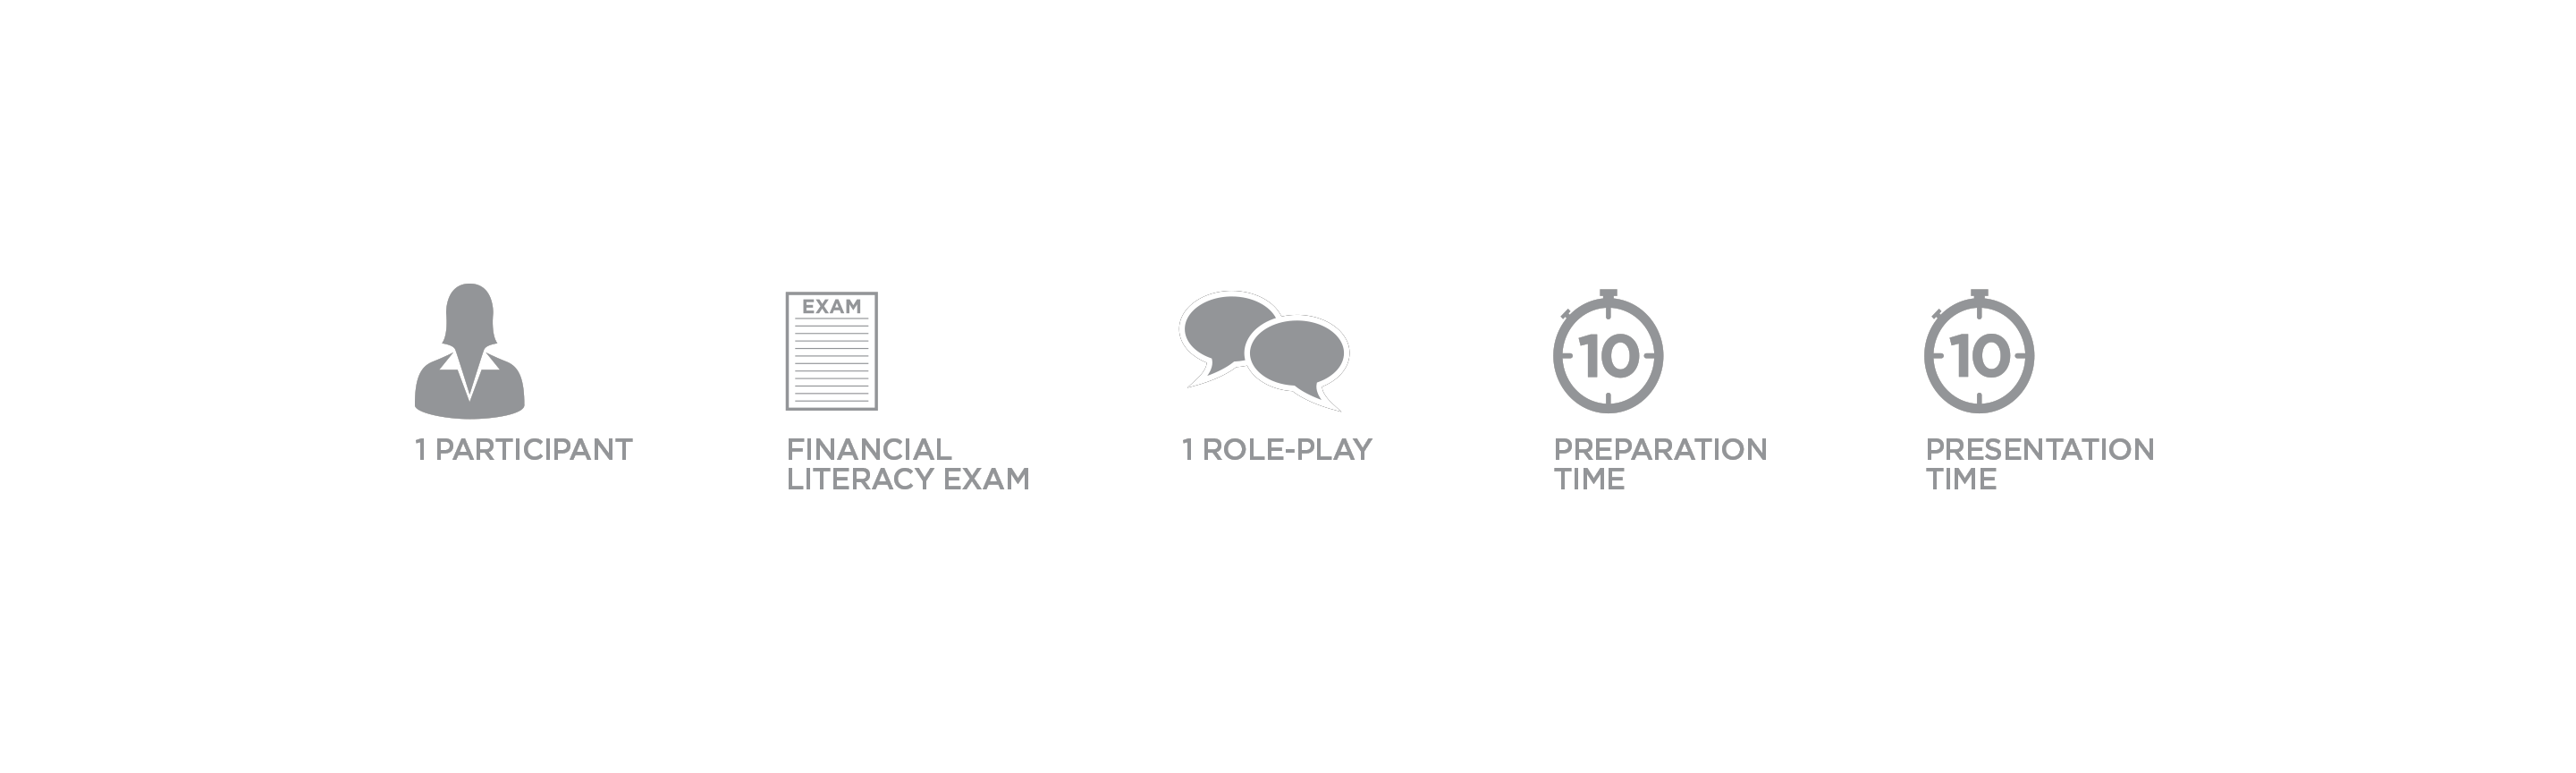 EXAM
10
10
1 PARTICIPANT
FINANCIAL
LITERACY EXAM
1 ROLE-PLAY
PREPARATION
TIME
PRESENTATION
TIME